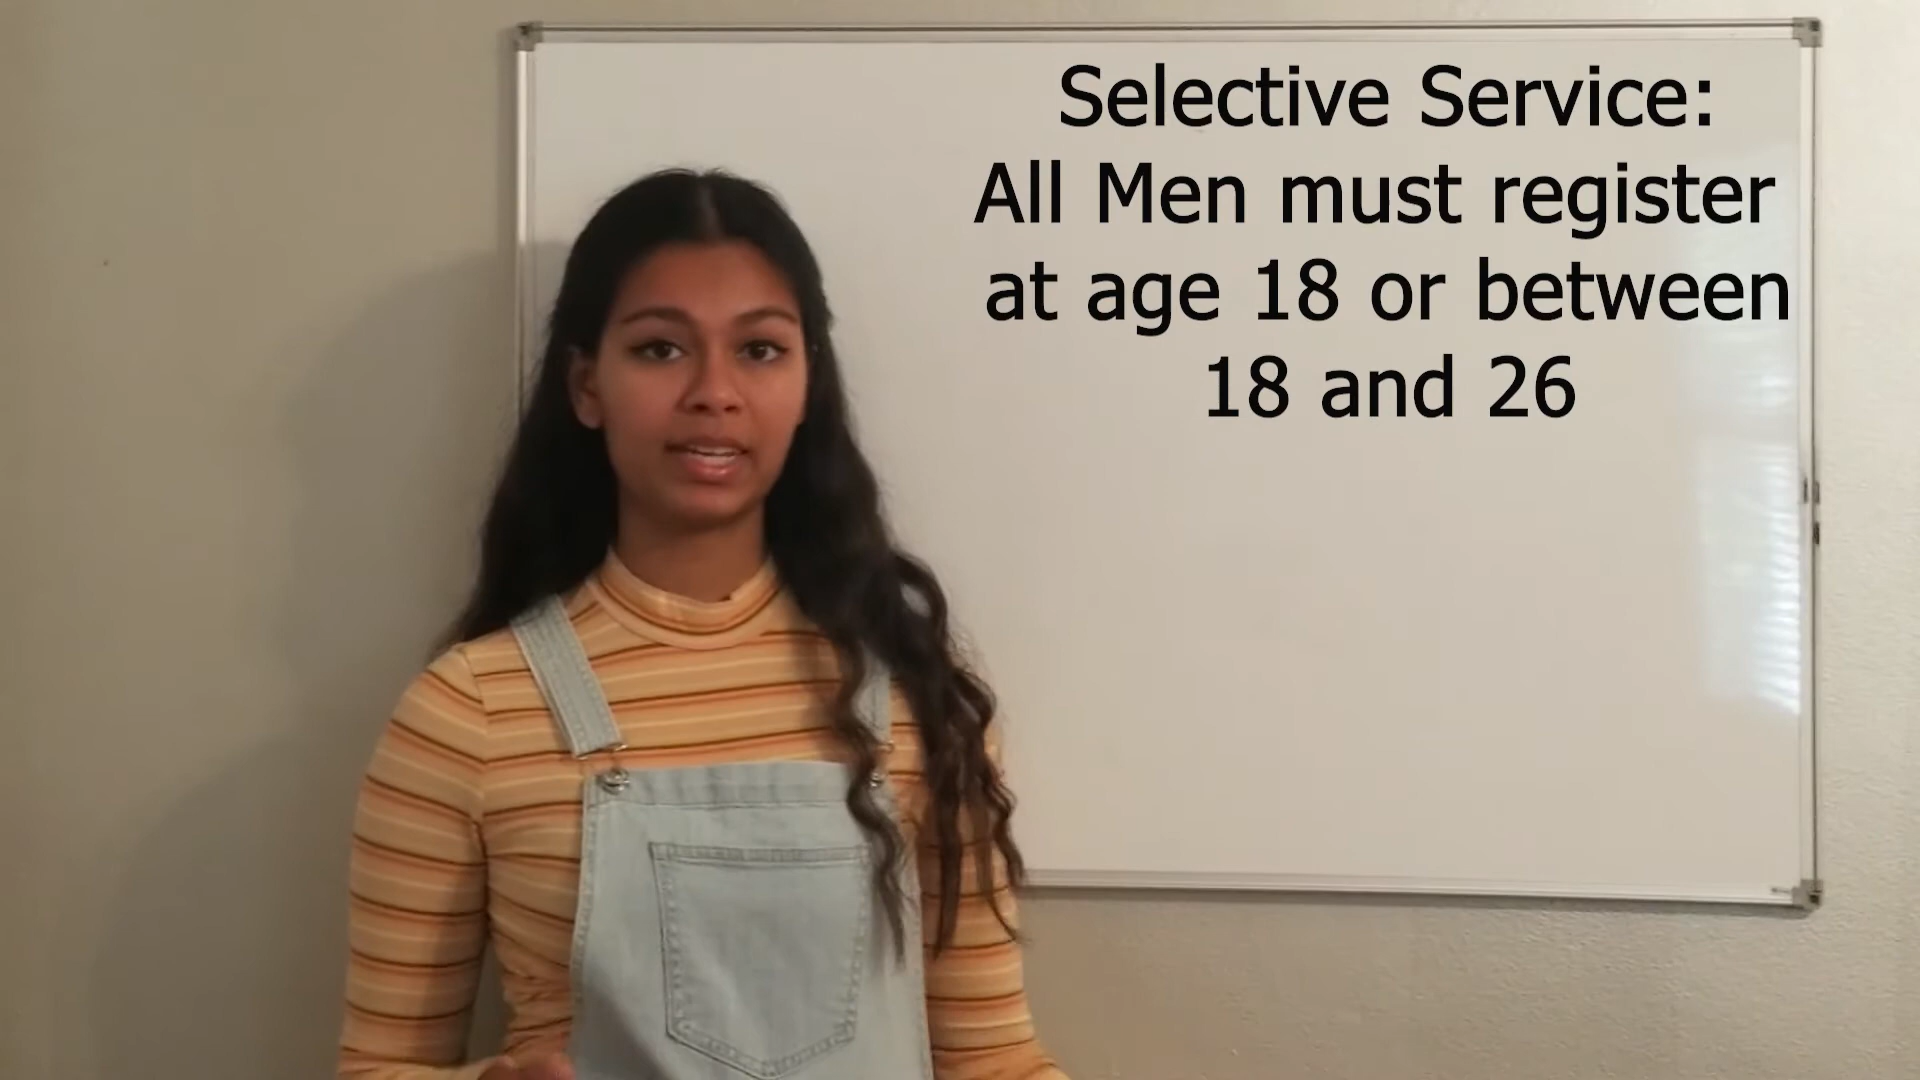 Selective Service:
All Men must register
at age 18 or between
18 and 26